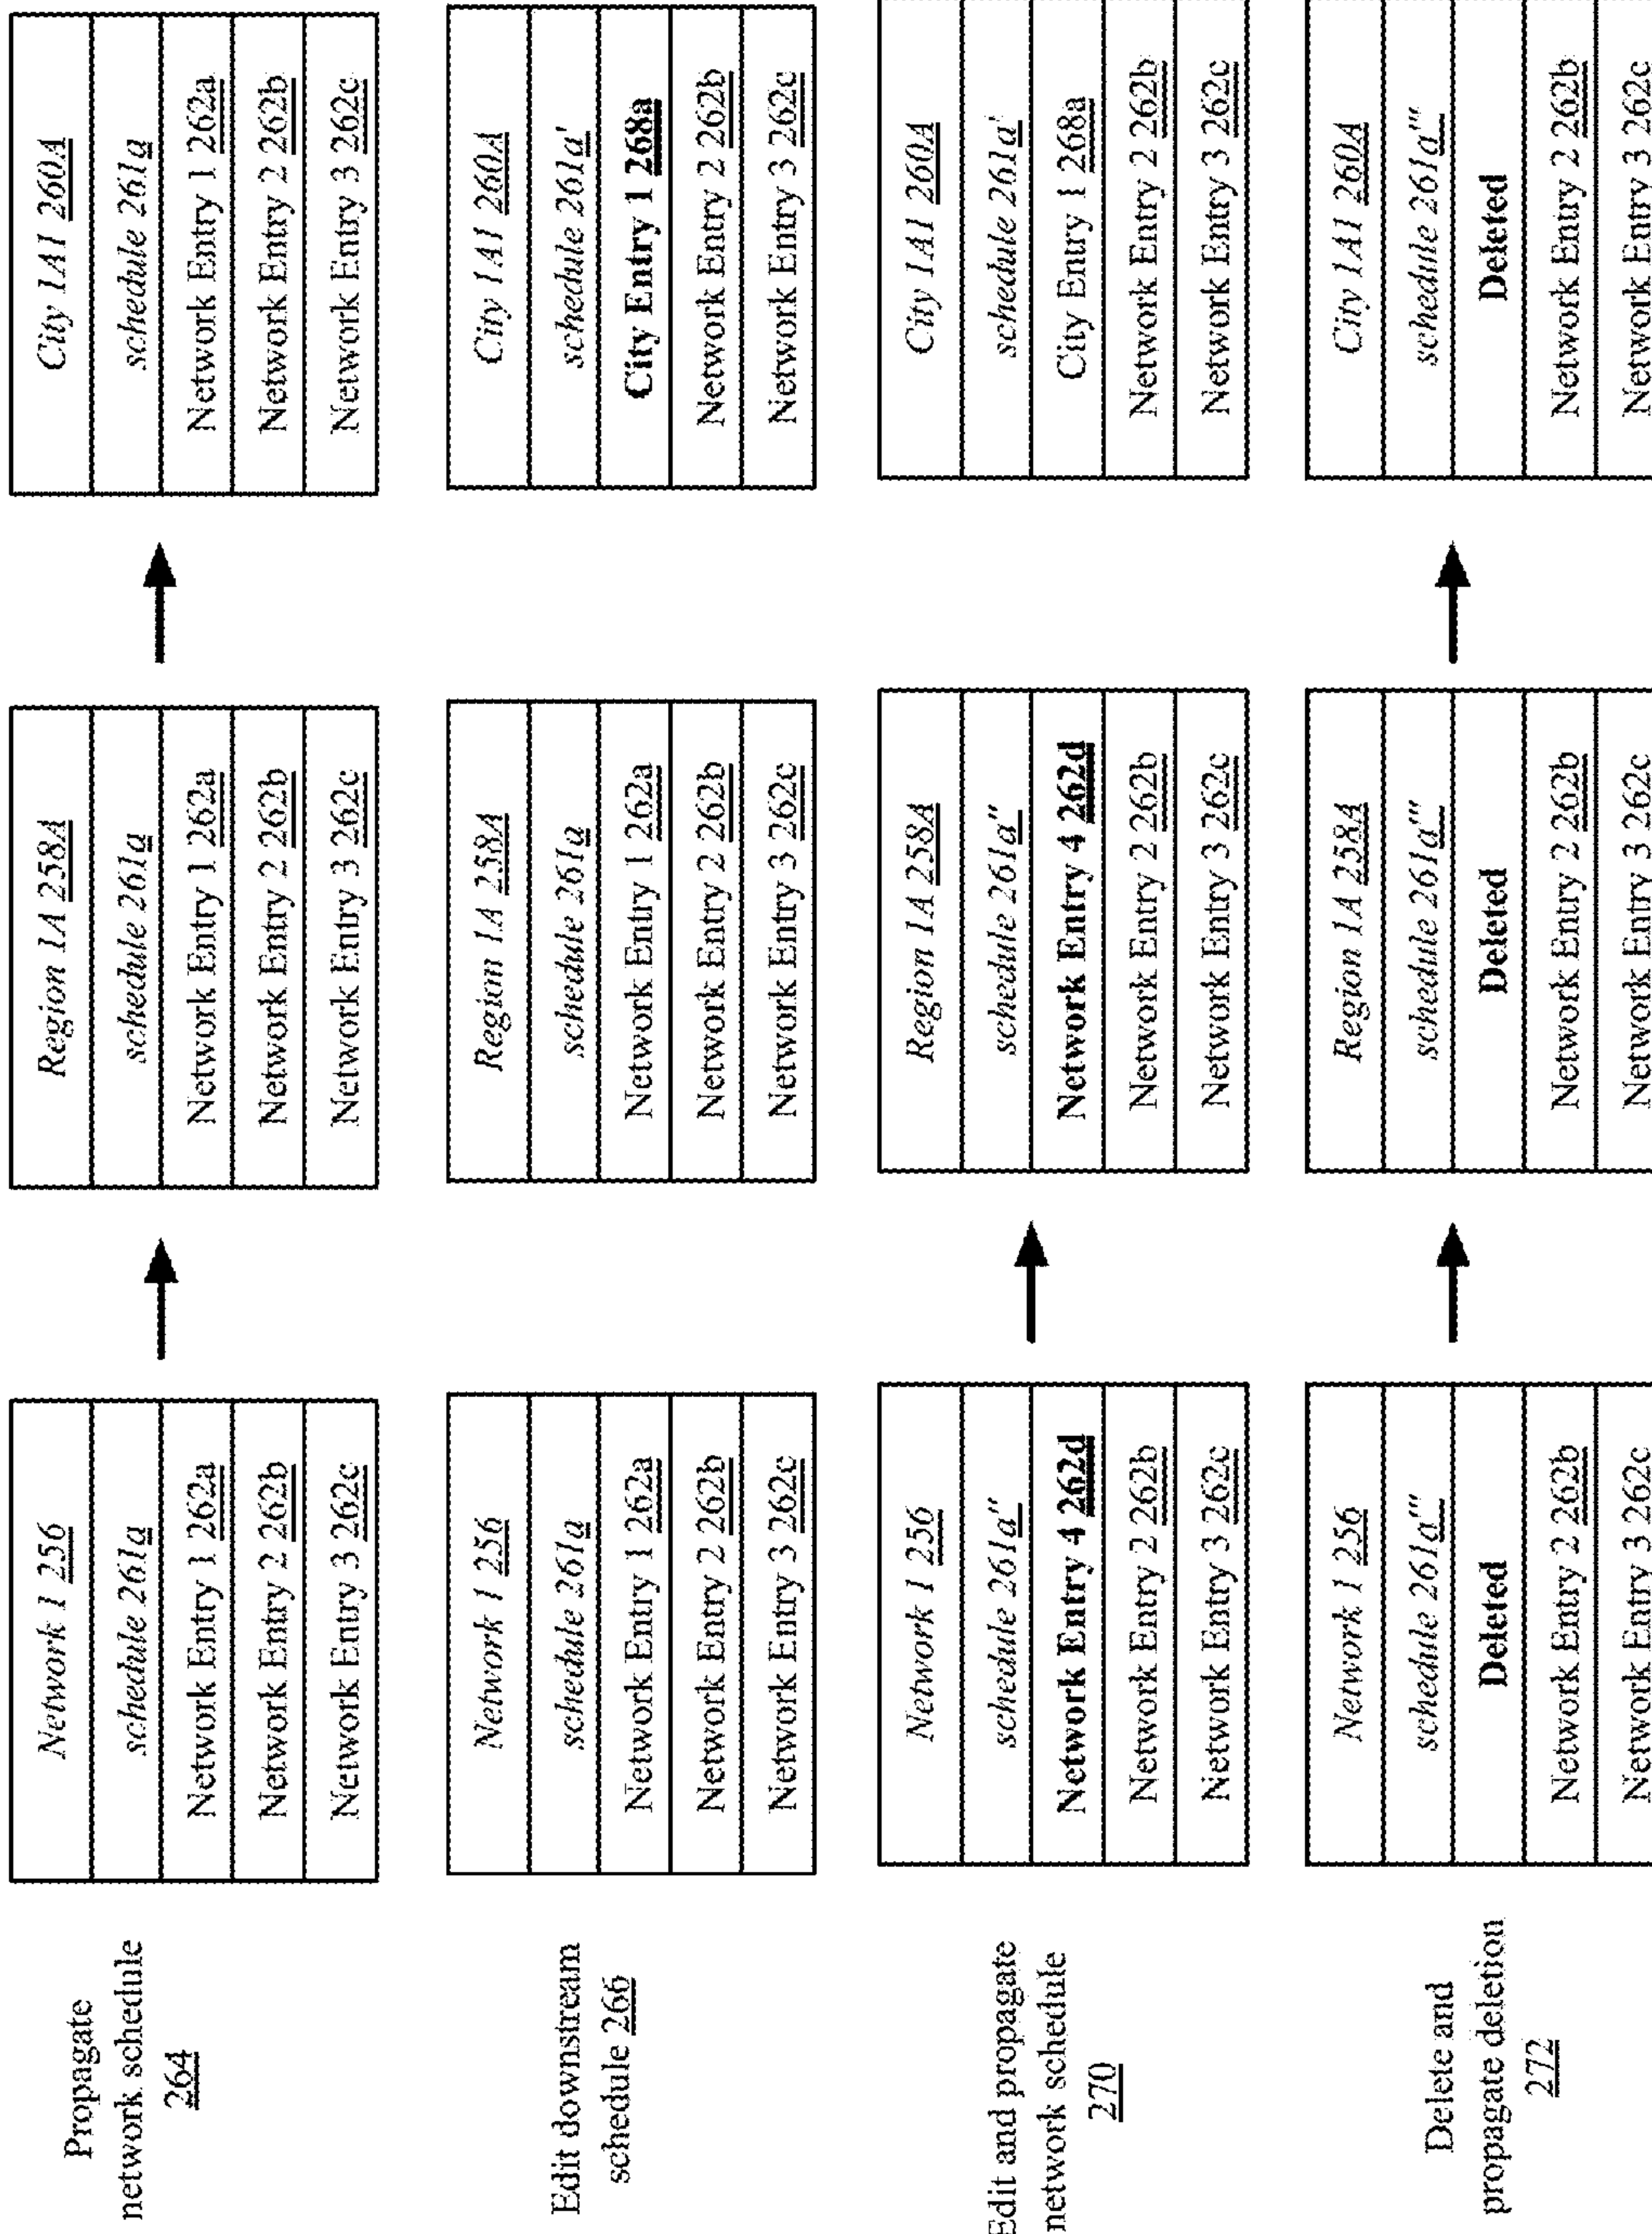 Propagate
network schedule
264
Network 1 256
schedule 261a
Network Entry 1 262a
Network Entry 2 262b
Network Entry 3 262c
Region 1A 258A
schedule 261a
Network Entry 1 262a
Network Entry 2 262b
Network Entry 3 262c
City 1A1 260A
schedule 261a
Network Entry 1 262a
Network Entry 2 262b
Network Entry 3 262c
Edit downstream
schedule 266
Network 1 256
schedule 261a
Network Entry 1 262a
Network Entry 2 262b
Network Entry 3 262c
Region 1A 258A
schedule 261a
Network Entry 1 262a
Network Entry 2 262b
Network Entry 3 262c
City 1A1 260A
schedule 261a'
City Entry 1 268a
Network Entry 2 262b
Network Entry 3 262c
Edit and propagate
network schedule
270
Network 1 256
schedule 261a''
Network Entry 4 262d
Network Entry 2 262b
Network Entry 3 262c
Region 1A 258A
schedule 261a''
Network Entry 4 262d
Network Entry 2 262b
Network Entry 3 262c
City 1A1 260A
schedule 261a'
City Entry 1 268a
Network Entry 2 262b
Network Entry 3 262c
Delete and
propagate deletion
272
Network 1 256
schedule 261a'''
Deleted
Network Entry 2 262b
Network Entry 3 262c
Region 1A 258A
schedule 261a'''
Deleted
Network Entry 2 262b
Network Entry 3 262c
City 1A1 260A
schedule 261a'''
Deleted
Network Entry 2 262b
Network Entry 3 262c